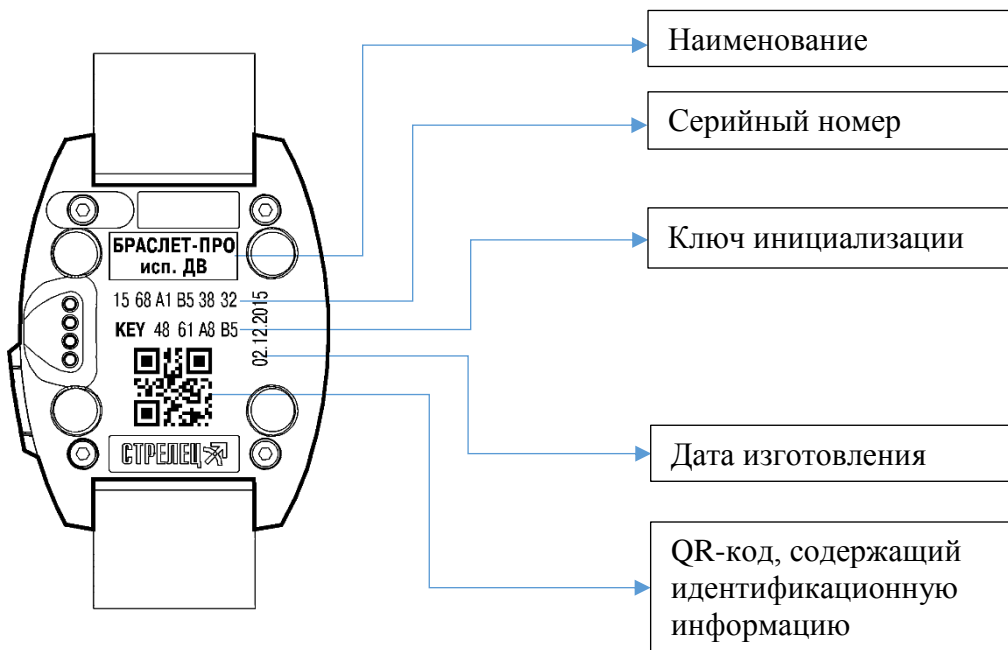 Наименование
Серийный номер
Ключ инициализации
БРАСЛЕТ-ПРО
исп. ДВ
15 68 A1 B5 38 32
KEY 48 61 A8 B5
02.12.2015
СТРЕЛЕЦ
Дата изготовления
QR-код, содержащий
идентификационную
информацию